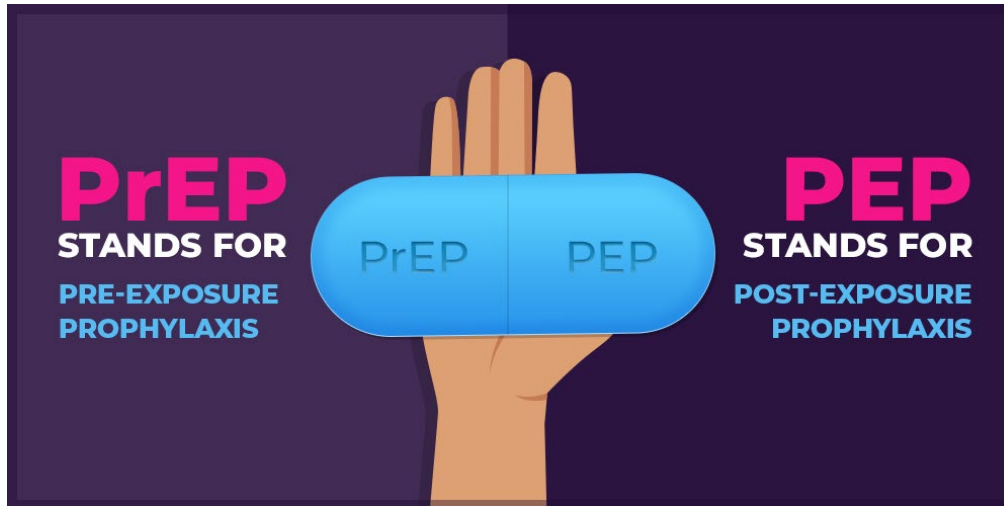 PrEP
STANDS FOR
PRE-EXPOSURE
PROPHYLAXIS
PrEP
PEP
PEP
STANDS FOR
POST-EXPOSURE
PROPHYLAXIS